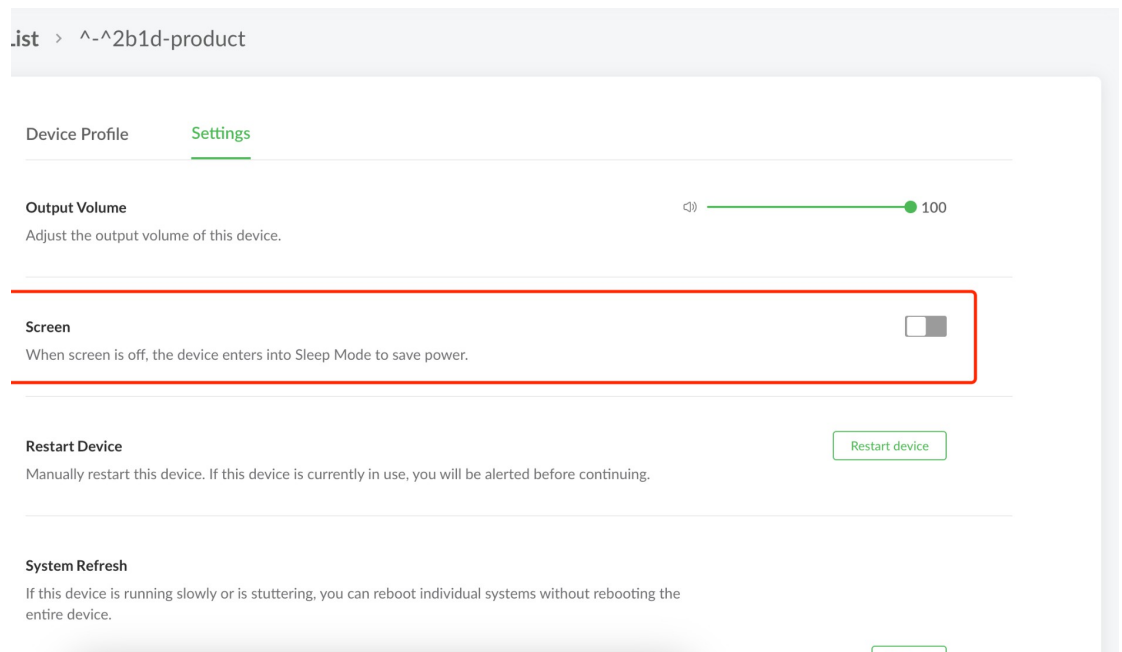 List > ^-^2b1d-product
Device Profile Settings
Output Volume
100
Adjust the output volume of this device.
Screen
When screen is off, the device enters into Sleep Mode to save power.
Restart Device
Restart device
Manually restart this device. If this device is currently in use, you will be alerted before continuing.
System Refresh
If this device is running slowly or is stuttering, you can reboot individual systems without rebooting the
entire device.